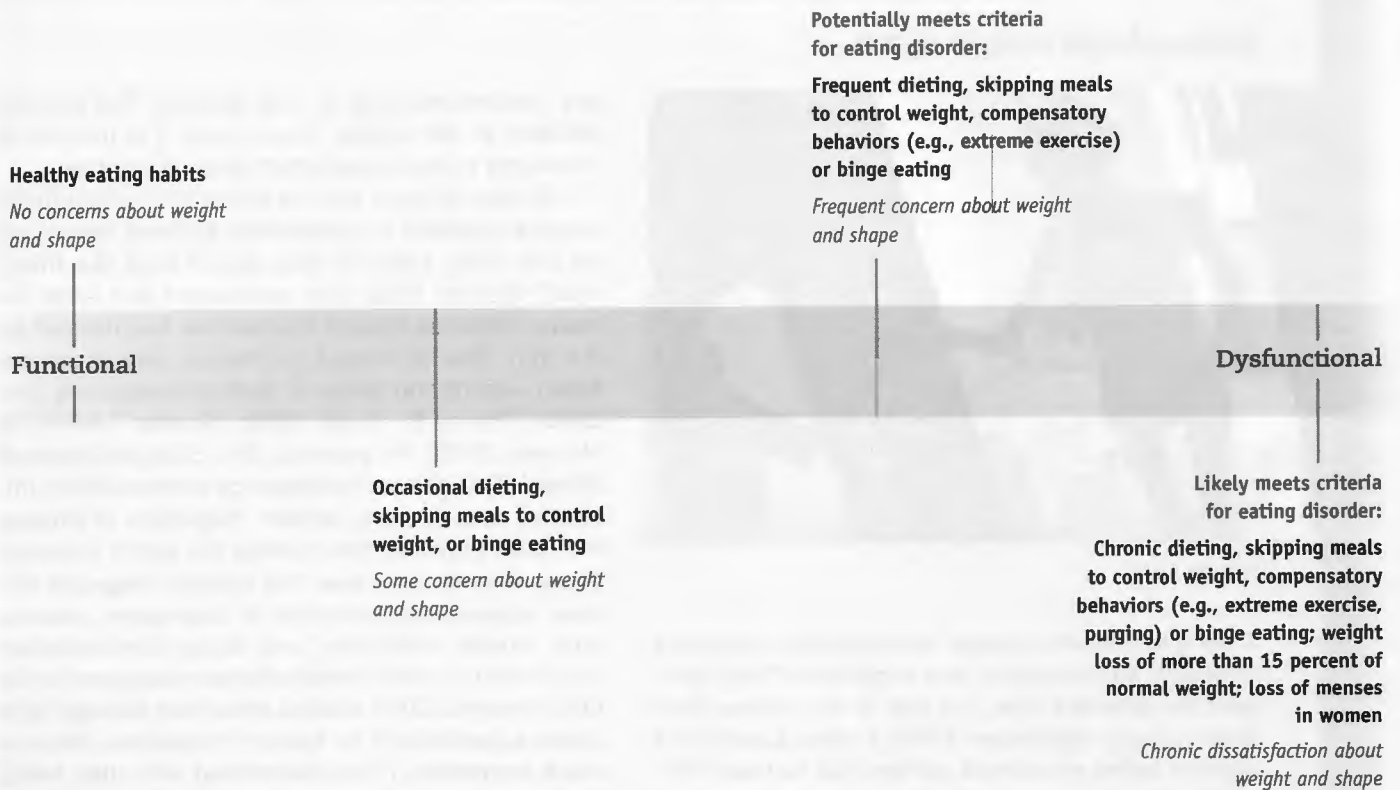 Potentially meets criteria
for eating disorder:
Frequent dieting, skipping meals
to control weight, compensatory
behaviors (e.g., extreme exercise)
or binge eating
Frequent concern about weight
and shape
Healthy eating habits
No concerns about weight
and shape
Functional
Dysfunctional
Occasional dieting,
skipping meals to control
weight, or binge eating
Some concern about weight
and shape
Likely meets criteria
for eating disorder:
Chronic dieting, skipping meals
to control weight, compensatory
behaviors (e.g., extreme exercise,
purging) or binge eating; weight
loss of more than 15 percent of
normal weight; loss of menses
in women
Chronic dissatisfaction about
weight and shape